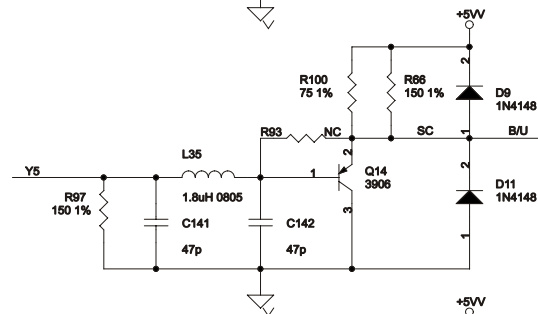 +5VV
R100
75 1%
R66
150 1%
2
D9
1N4148
1
R93
NC
SC
B/U
2
2
L35
Y5
1
Q14
3906
D11
1N4148
R97
150 1%
1.8uH 0805
3
C141
C142
1
47p
47p
+5VV